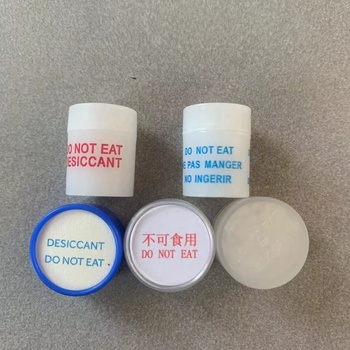 O NOT EAT
ESICCANT
DO NOT EAT
E PAS MANGER
NO INGERIR
DESICCANT
DO NOT EAT
不可食用
DO NOT EAT